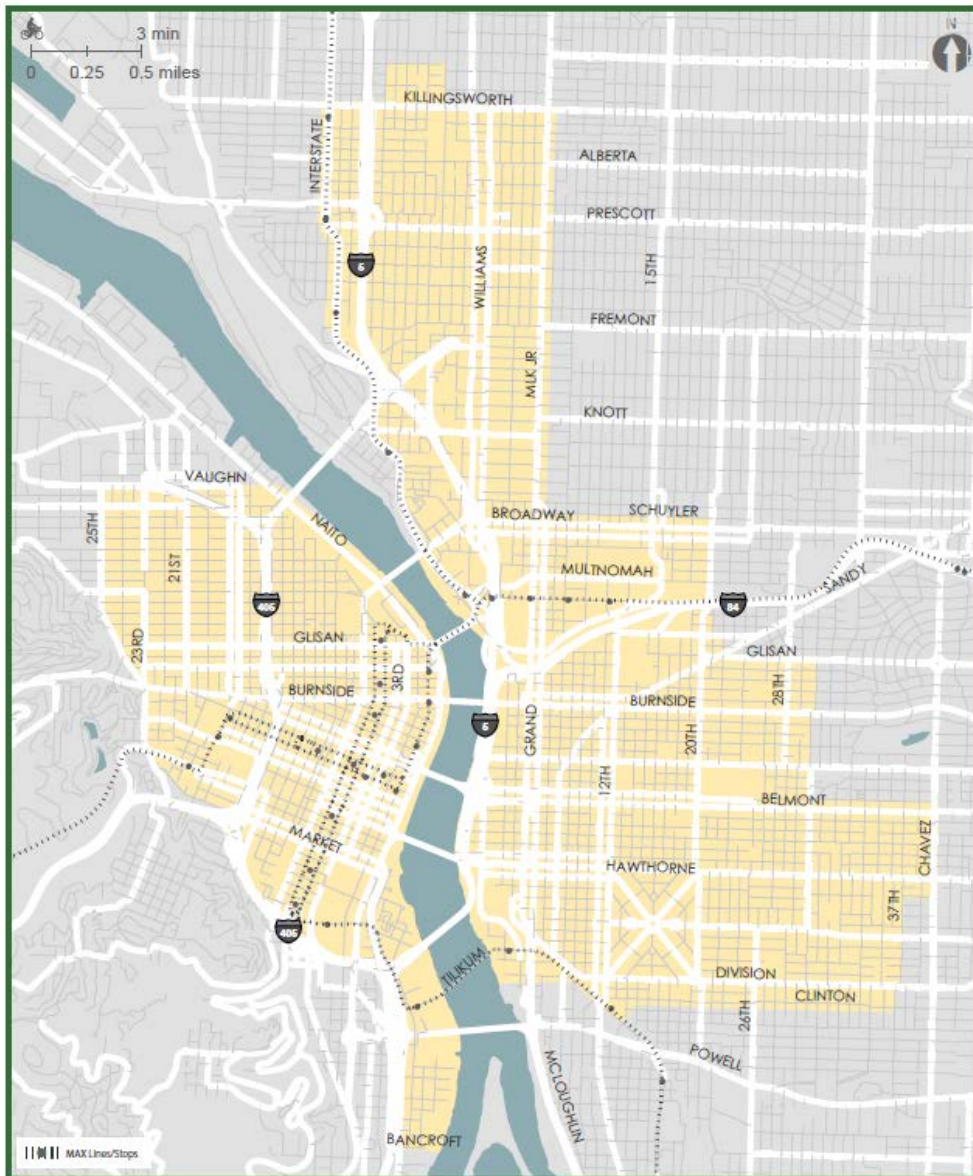 3 min
0 0.25 0.5 miles
N
KILLINGSWORTH
INTERSTATE
ALBERTA
PRESCOTT
5
WILLIAMS
15TH
FREMONT
MLK JR
KNOTT
VAUGHN
BROADWAY
SCHUYLER
25TH
NAITO
21ST
MULTNOMAH
SANDY
405
84
23RD
GLISAN
GLISAN
3RD
BURNSIDE
BURNSIDE
28TH
5
GRAND
20TH
12TH
BELMONT
MARKET
HAWTHORNE
CHAVEZ
37TH
405
TILIKUM
DIVISION
CLINTON
26TH
POWELL
MCLOUGHLIN
BANCROFT
MAX Lines/Stops